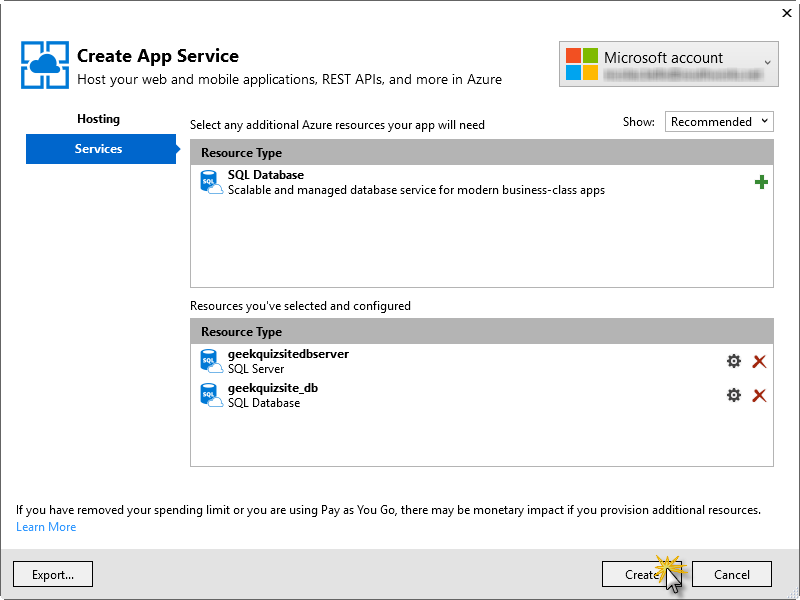 Create App Service
Host your web and mobile applications, REST APIs, and more in Azure
Microsoft account
Hosting
Services
Select any additional Azure resources your app will need
Show: Recommended
Resource Type
SQL
SQL Database
Scalable and managed database service for modern business-class apps
Resources you've selected and configured
Resource Type
SQL
geekquizsitedbserver
SQL Server
SQL
geekquizsite_db
SQL Database
If you have removed your spending limit or you are using Pay as You Go, there may be monetary impact if you provision additional resources.
Learn More
Export...
Create
Cancel